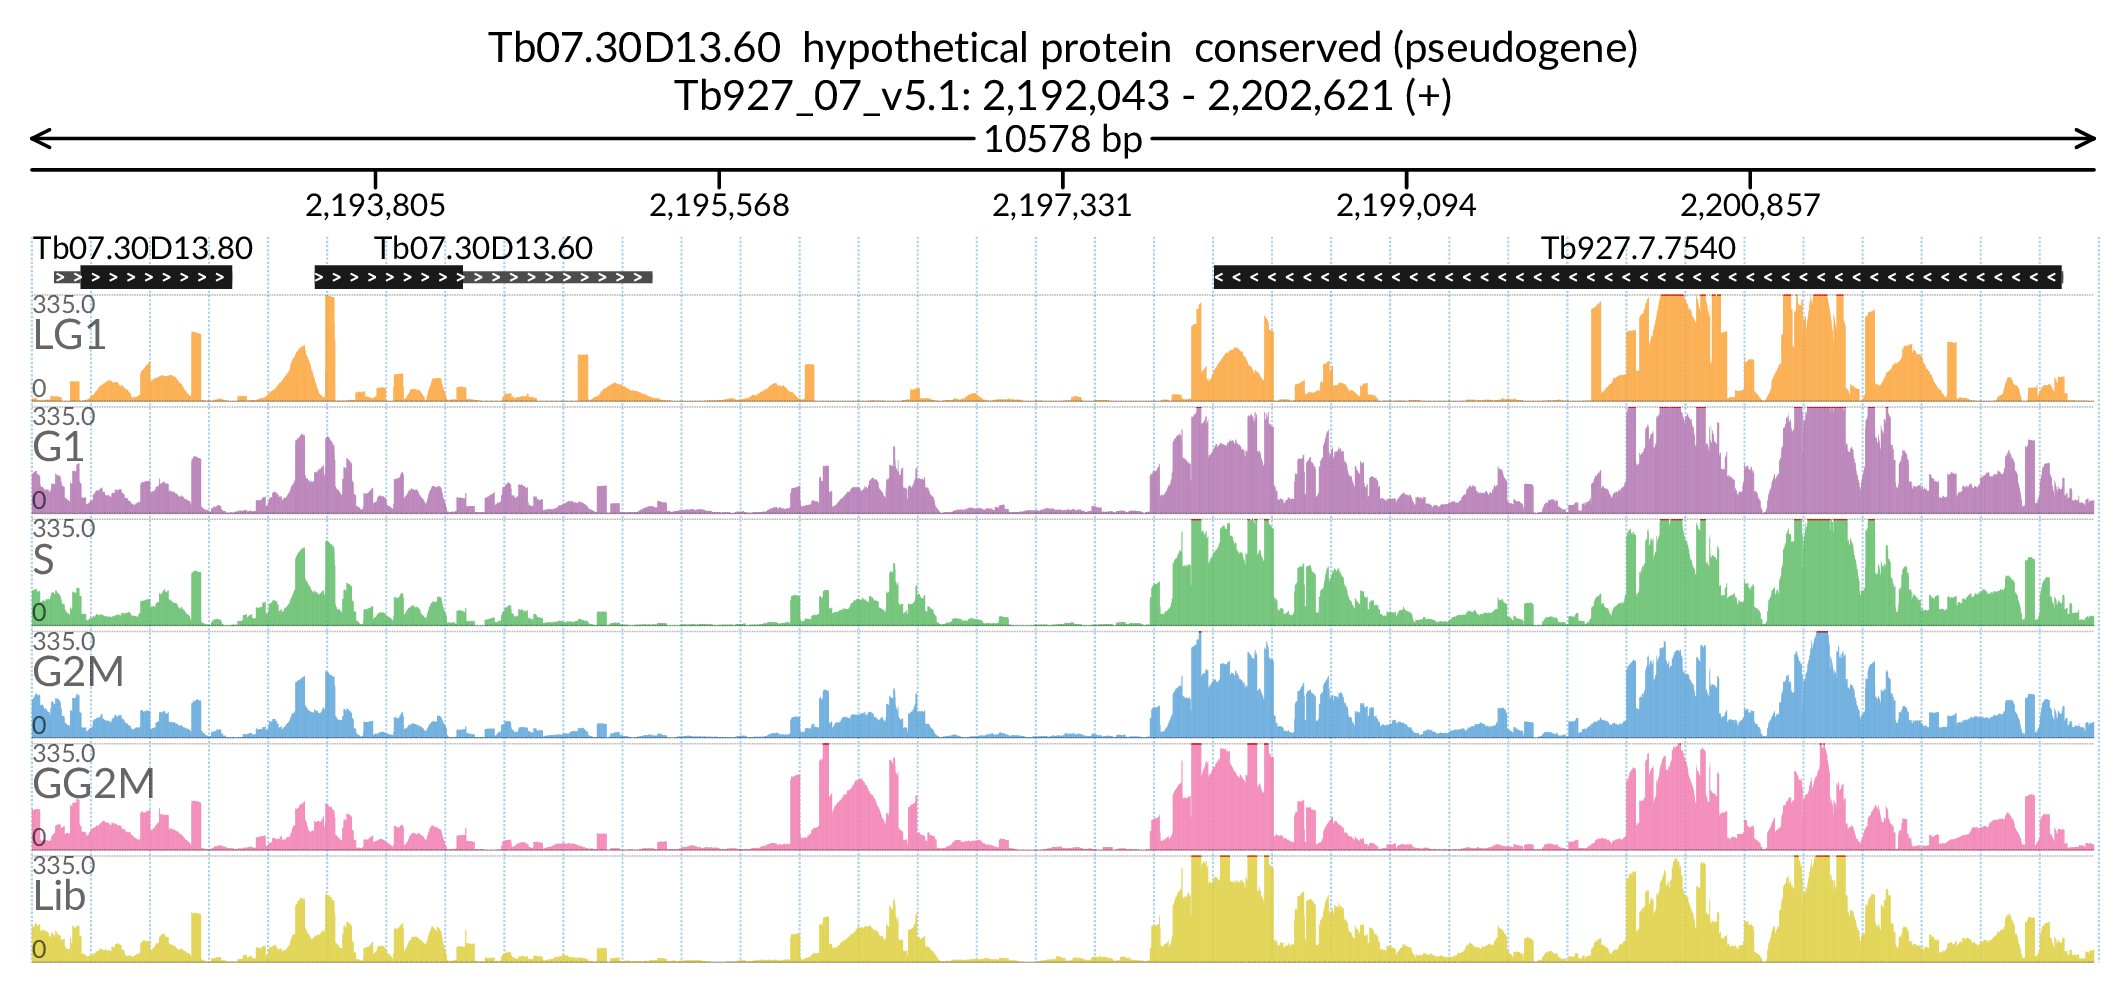 Tb07.30D13.60  hypothetical protein  conserved (pseudogene)
Tb927_07_v5.1: 2,192,043 - 2,202,621 (+)
10578 bp
2,193,805 2,195,568 2,197,331 2,199,094 2,200,857
Tb07.30D13.80 Tb07.30D13.60 Tb927.7.7540
335.0
LG1
0
335.0
G1
0
335.0
S
0
335.0
G2M
0
335.0
GG2M
0
335.0
Lib
0